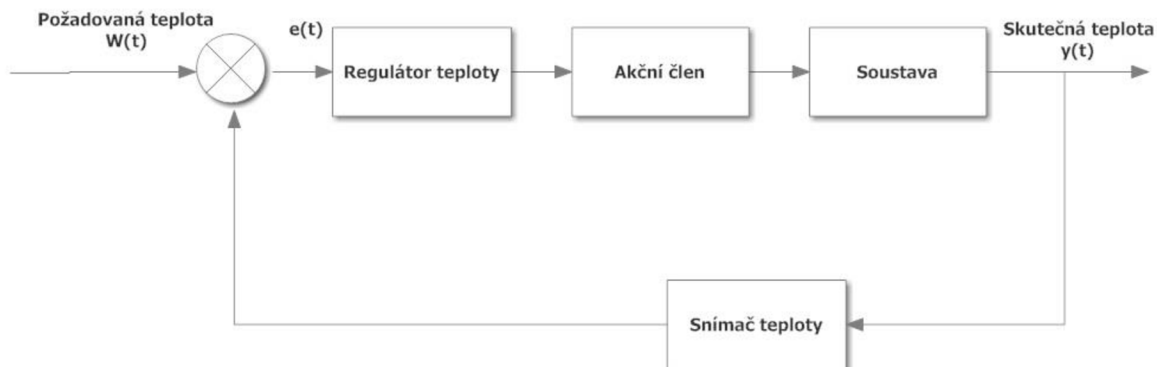 Požadovaná teplota
W(t)
e(t)
Regulátor teploty
Akční člen
Soustava
Skutečná teplota
y(t)
Snímač teploty